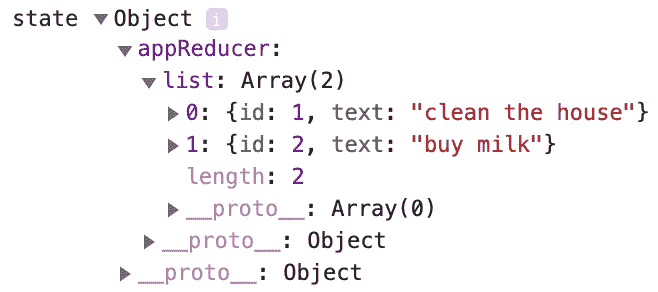 state ▼Object i
▼appReducer:
▼list: Array(2)
▶0: {id: 1, text: "clean the house"}
▶1: {id: 2, text: "buy milk"}
length: 2
▶__proto__: Array(0)
▶__proto__: Object
▶__proto__: Object